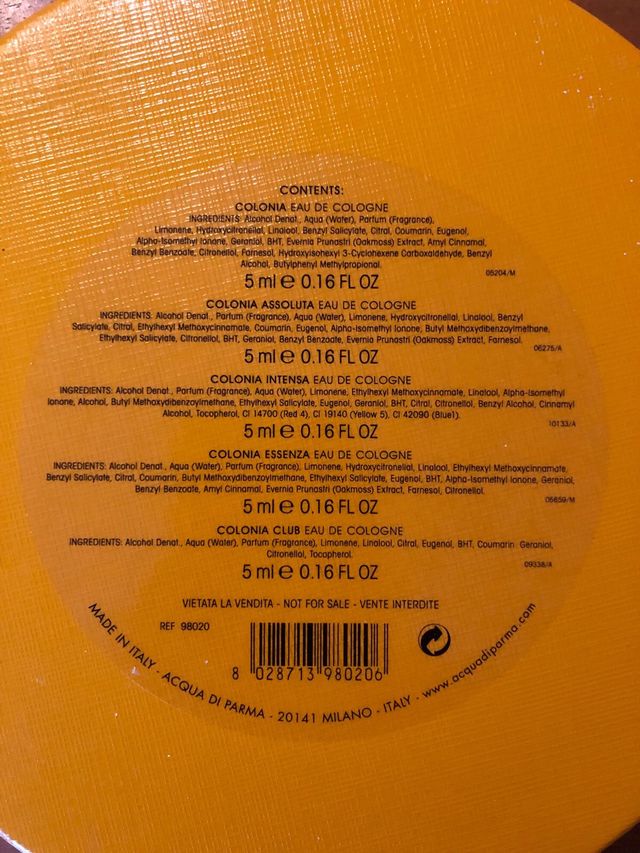 CONTENTS:
COLONIA EAU DE COLOGNE
INGREDIENTS: Alcohol Denat., Aqua (Water), Parfum (Fragrance),
Limonene, Hydroxycitronellal, Linalool, Benzyl Salicylate, Citral, Coumarin, Eugenol,
Alpha-Isomethyl Ionone, Geraniol, BHT, Evernia Prunastri (Oakmoss) Extract, Amyl Cinnamal,
Benzyl Benzoate, Citronellol, Farnesol, Hydroxyisohexyl 3-Cyclohexene Carboxaldehyde, Benzyl
Alcohol, Butylphenyl Methylpropional.
05204/M
5 ml e 0.16 FL OZ
COLONIA ASSOLUTA EAU DE COLOGNE
INGREDIENTS: Alcohol Denat., Parfum (Fragrance), Aqua (Water), Limonene, Hydroxycitronellal, Linalool, Benzyl
Salicylate, Citral, Ethylhexyl Methoxycinnamate, Coumarin, Eugenol, Alpha-Isomethyl Ionone, Butyl Methoxydibenzoylmethane,
Ethylhexyl Salicylate, Citronellol, BHT, Geraniol, Benzyl Benzoate, Evernia Prunastri (Oakmoss) Extract, Farnesol.
06275/A
5 ml e 0.16 FL OZ
COLONIA INTENSA EAU DE COLOGNE
INGREDIENTS: Alcohol Denat., Parfum (Fragrance), Aqua (Water), Limonene, Ethylhexyl Methoxycinnamate, Linalool, Alpha-Isomethyl
Ionone, Alcohol, Butyl Methoxydibenzoylmethane, Ethylhexyl Salicylate, Eugenol, Geraniol, BHT, Citral, Citronellol, Benzyl Alcohol, Cinnamyl
Alcohol, Tocopherol, CI 14700 (Red 4), CI 19140 (Yellow 5), CI 42090 (Blue1).
10133/A
5 ml e 0.16 FL OZ
COLONIA ESSENZA EAU DE COLOGNE
INGREDIENTS: Alcohol Denat., Aqua (Water), Parfum (Fragrance), Limonene, Hydroxycitronellal, Linalool, Ethylhexyl Methoxycinnamate,
Benzyl Salicylate, Citral, Coumarin, Butyl Methoxydibenzoylmethane, Ethylhexyl Salicylate, Eugenol, BHT, Alpha-Isomethyl Ionone, Geraniol,
Benzyl Benzoate, Amyl Cinnamal, Evernia Prunastri (Oakmoss) Extract, Farnesol, Citronellol.
05659/M
5 ml e 0.16 FL OZ
COLONIA CLUB EAU DE COLOGNE
INGREDIENTS: Alcohol Denat., Aqua (Water), Parfum (Fragrance), Limonene, Linalool, Citral, Eugenol, BHT, Coumarin, Geraniol,
Citronellol, Tocopherol.
09338/A
5 ml e 0.16 FL OZ
VIETATA LA VENDITA - NOT FOR SALE - VENTE INTERDITE
REF 98020
8 028713 980206
MADE IN ITALY - ACQUA DI PARMA - 20141 MILANO - ITALY - www.acquadiparma.com